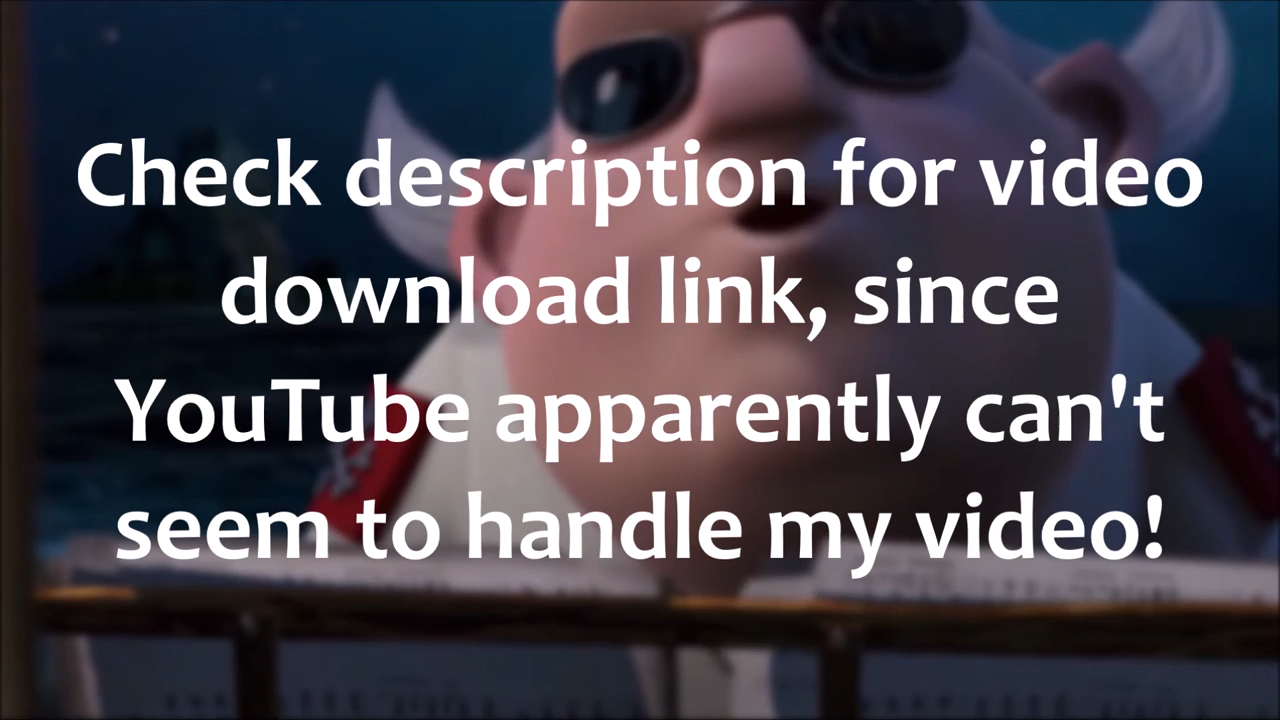 Check description for video
download link, since
YouTube apparently can't
seem to handle my video!